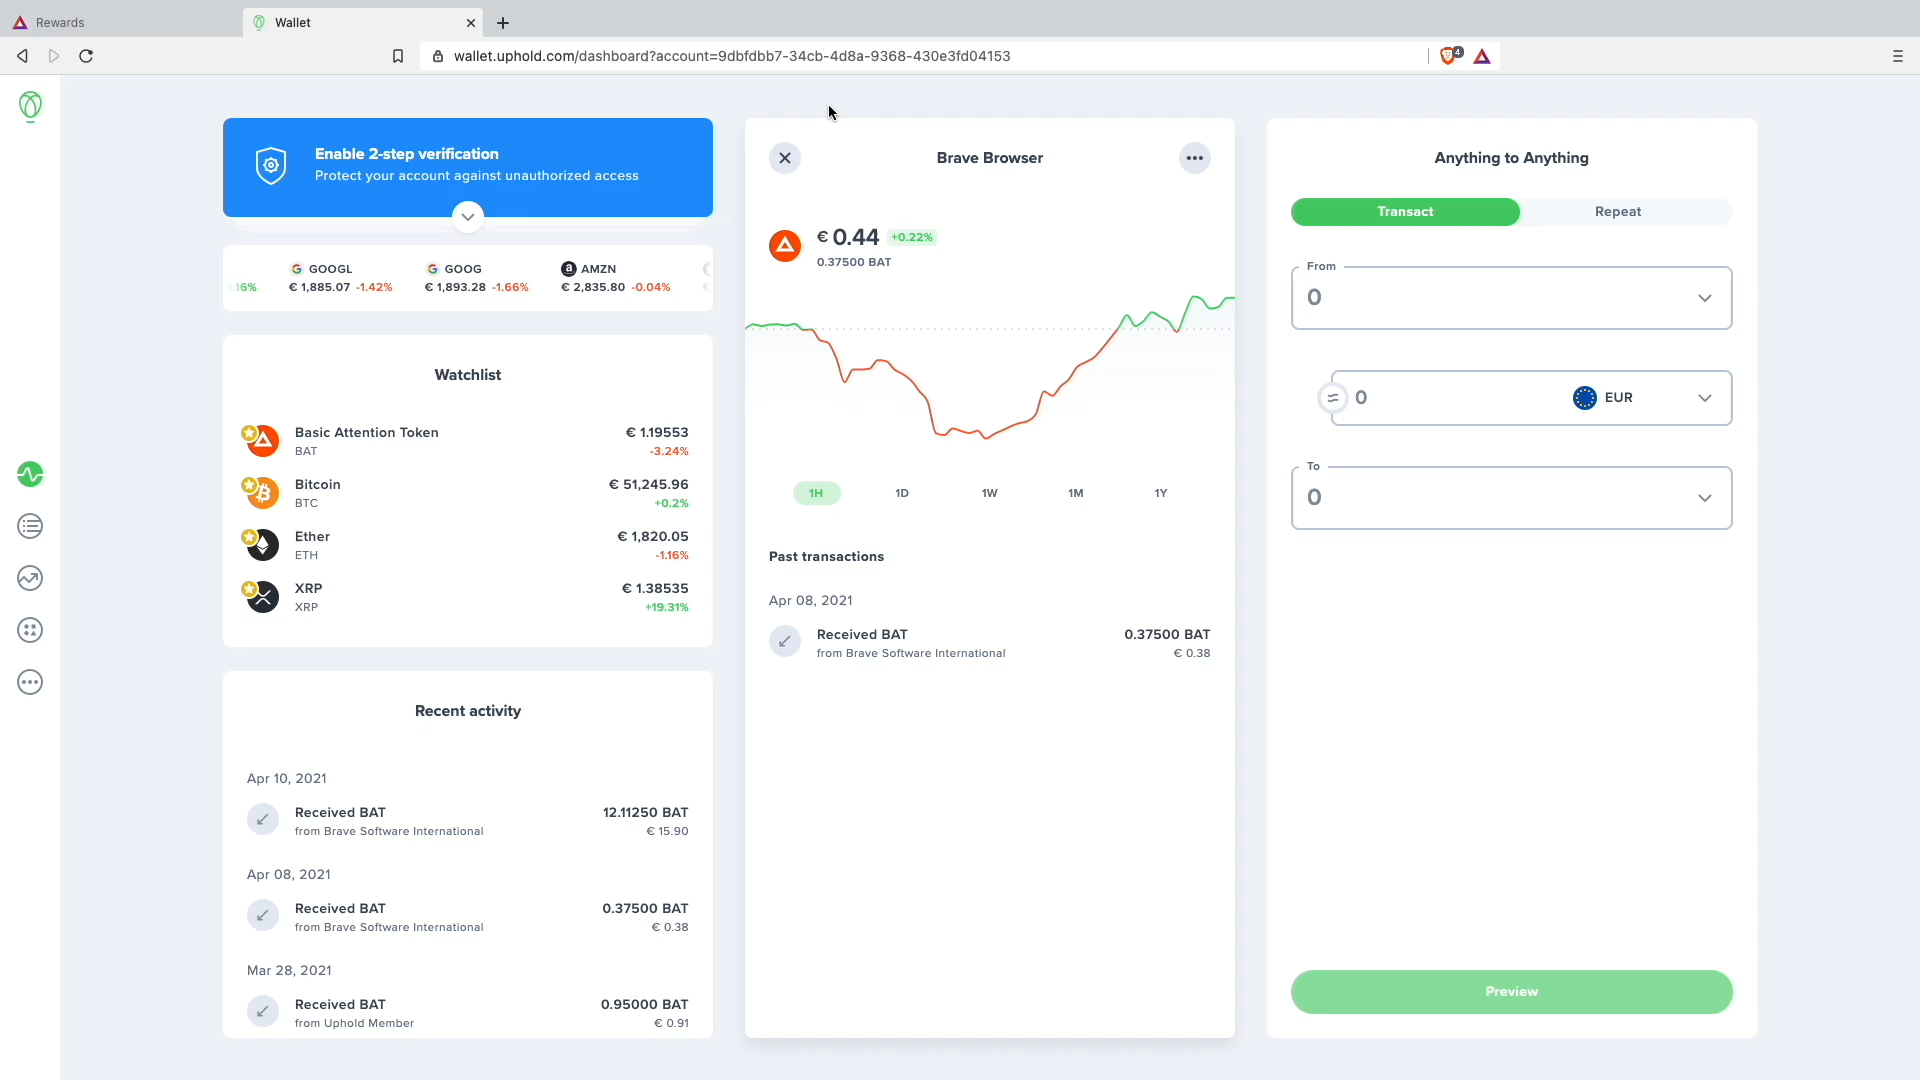 Rewards
Wallet
wallet.uphold.com/dashboard?account=9dbfdbb7-34cb-4d8a-9368-430e3fd04153
4
Enable 2-step verification
Protect your account against unauthorized access
GOOGL
GOOG
AMZN
.16%
€ 1,885.07 -1.42%
€ 1,893.28 -1.66%
€ 2,835.80 -0.04%
Watchlist
Basic Attention Token € 1.19553
BAT -3.24%
Bitcoin € 51,245.96
BTC +0.2%
Ether € 1,820.05
ETH -1.16%
XRP € 1.38535
XRP +19.31%
Recent activity
Apr 10, 2021
Received BAT 12.11250 BAT
from Brave Software International € 15.90
Apr 08, 2021
Received BAT 0.37500 BAT
from Brave Software International € 0.38
Mar 28, 2021
Received BAT 0.95000 BAT
from Uphold Member € 0.91
Brave Browser
€ 0.44 +0.22%
0.37500 BAT
1H 1D 1W 1M 1Y
Past transactions
Apr 08, 2021
Received BAT 0.37500 BAT
from Brave Software International € 0.38
Anything to Anything
Transact Repeat
From
0
0 EUR
To
0
Preview